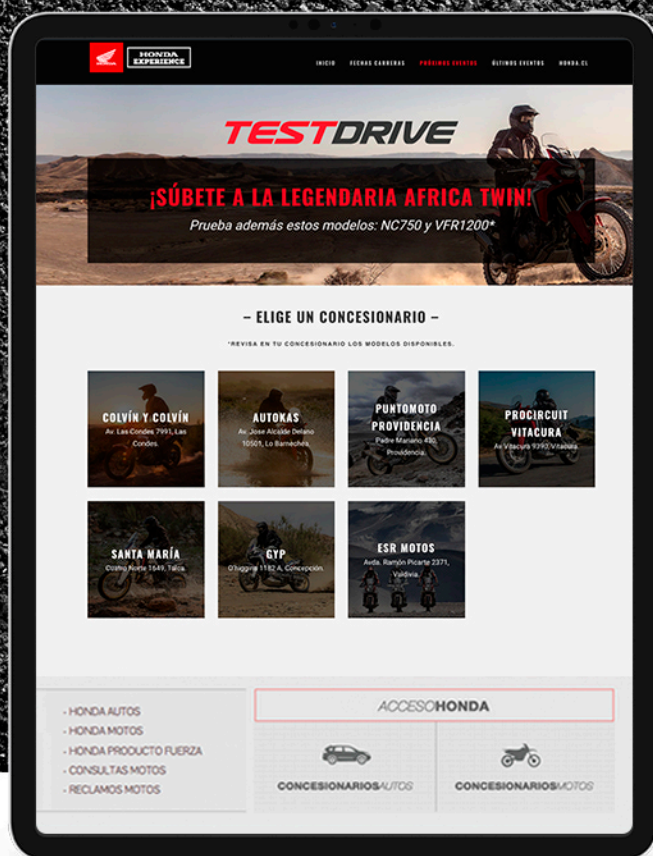 HONDA
HONDA
EXPERIENCE
INICIO FECHAS CARRERAS PRÓXIMOS EVENTOS ÚLTIMOS EVENTOS HONDA.CL
TESTDRIVE
¡SÚBETE A LA LEGENDARIA AFRICA TWIN!
Prueba además estos modelos: NC750 y VFR1200*
– ELIGE UN CONCESIONARIO –
*REVISA EN TU CONCESIONARIO LOS MODELOS DISPONIBLES.
COLVÍN Y COLVÍN
Av. Las Condes 7991, Las
Condes.
AUTOKAS
Av. Jose Alcalde Delano
10501, Lo Barnechea.
PUNTOMOTO
PROVIDENCIA
Padre Mariano 430,
Providencia.
PROCIRCUIT
VITACURA
Av Vitacura 9390, Vitacura.
SANTA MARÍA
Cuatro Norte 1649, Talca.
GYP
O'higgins 1182 A, Concepción.
ESR MOTOS
Avda. Ramón Picarte 2371,
Valdivia.
- HONDA AUTOS
- HONDA MOTOS
- HONDA PRODUCTO FUERZA
- CONSULTAS MOTOS
- RECLAMOS MOTOS
ACCESOHONDA
CONCESIONARIOSAUTOS
CONCESIONARIOSMOTOS